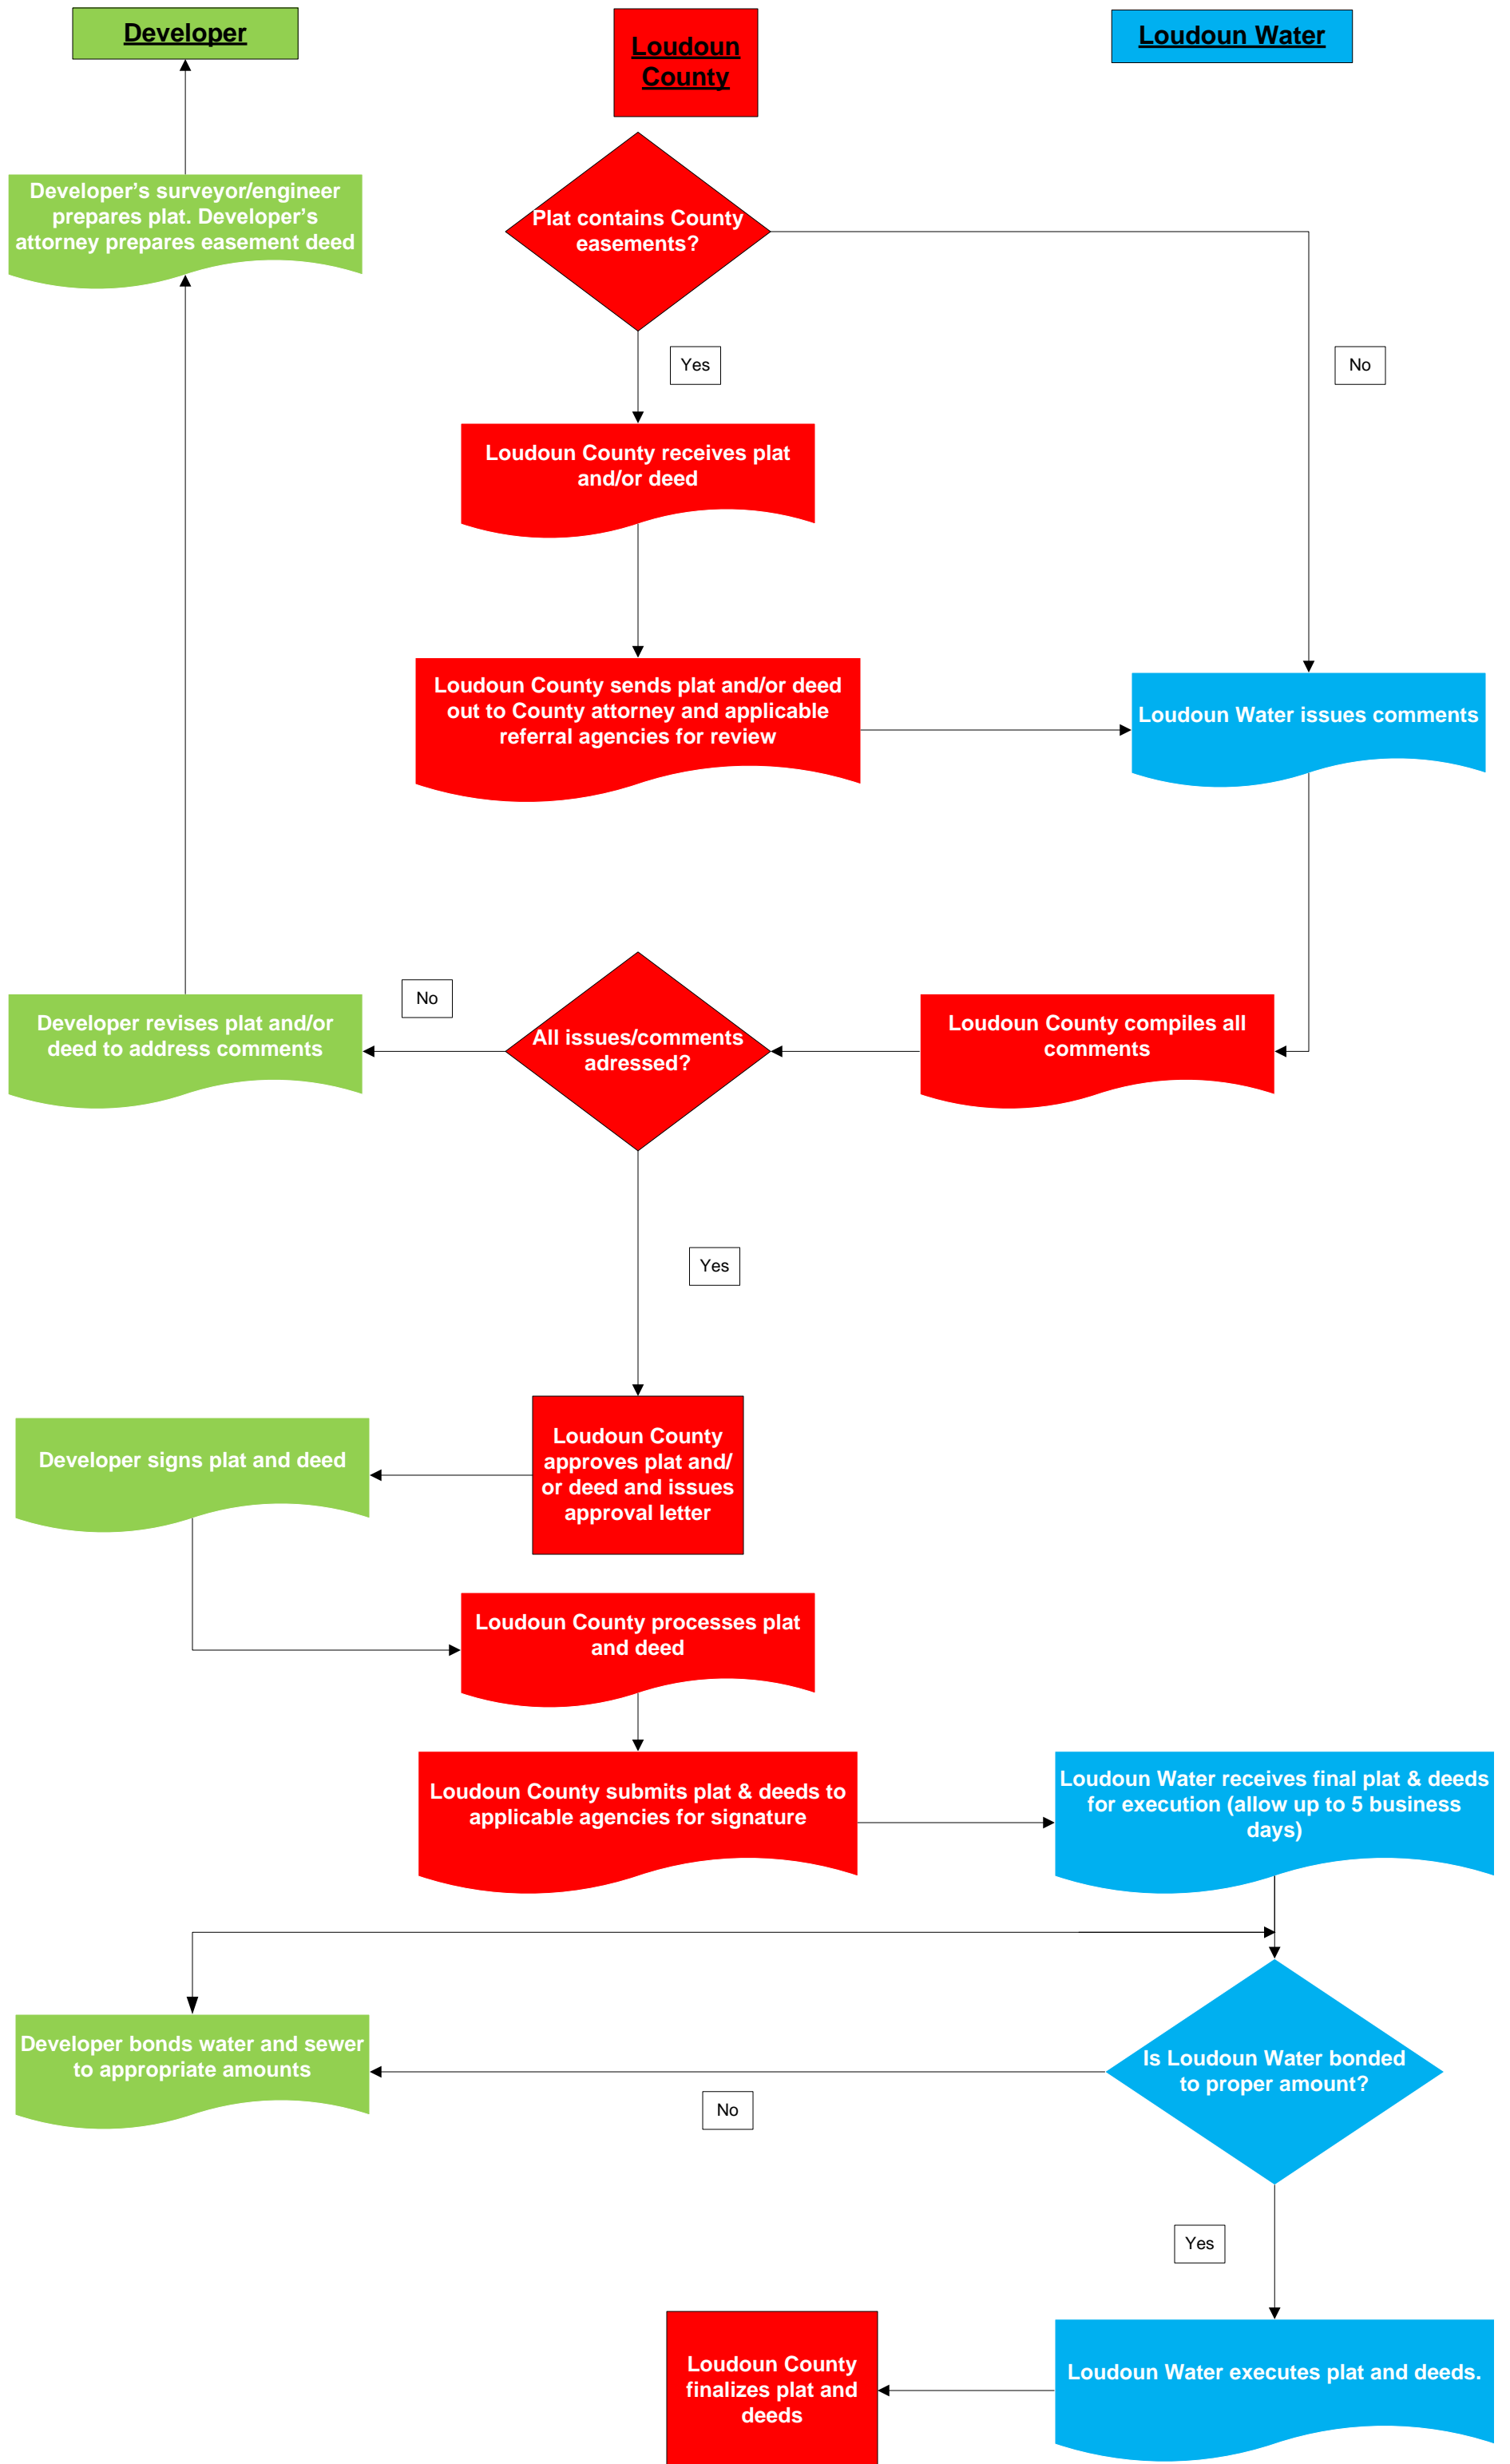 Developer
Loudoun
County
Loudoun Water
Developer’s surveyor/engineer
prepares plat. Developer’s
attorney prepares easement deed
Plat contains County
easements?
Yes
No
Loudoun County receives plat
and/or deed
Loudoun County sends plat and/or deed
out to County attorney and applicable
referral agencies for review
Loudoun Water issues comments
Developer revises plat and/or
deed to address comments
No
All issues/comments
adressed?
Loudoun County compiles all
comments
Yes
Developer signs plat and deed
Loudoun County
approves plat and/
or deed and issues
approval letter
Loudoun County processes plat
and deed
Loudoun County submits plat & deeds to
applicable agencies for signature
Loudoun Water receives final plat & deeds
for execution (allow up to 5 business
days)
Developer bonds water and sewer
to appropriate amounts
Is Loudoun Water bonded
to proper amount?
No
Yes
Loudoun County
finalizes plat and
deeds
Loudoun Water executes plat and deeds.